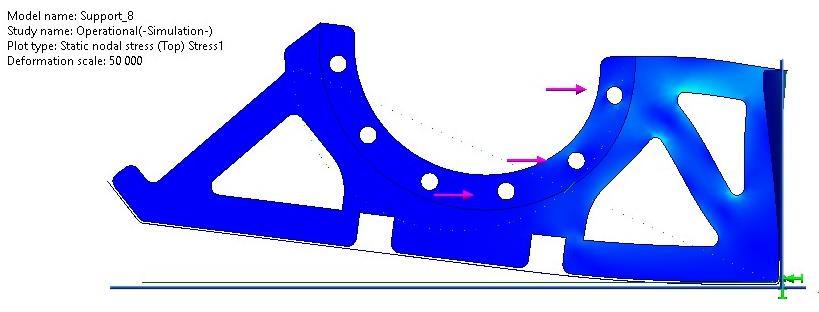 Model name: Support_8
Study name: Operational(-Simulation-)
Plot type: Static nodal stress (Top) Stress1
Deformation scale: 50 000